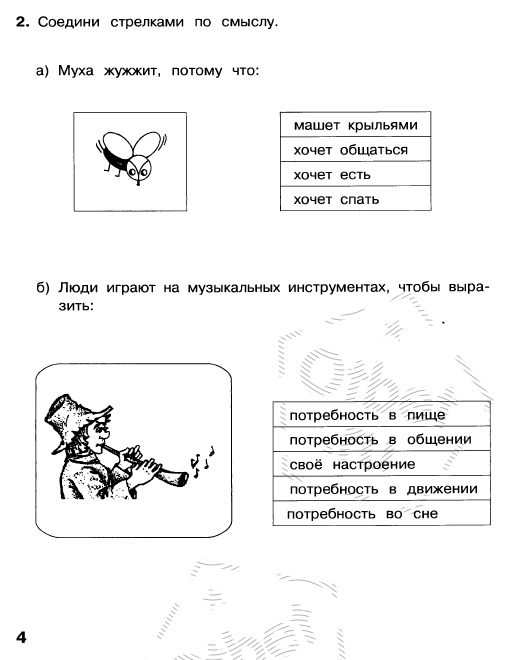 2. Соедини стрелками по смыслу.
а) Муха жужжит, потому что:
машет крыльями
хочет общаться
хочет есть
хочет спать
б) Люди играют на музыкальных инструментах, чтобы выра-
зить:
потребность в пище
потребность в общении
своё настроение
потребность в движении
потребность во сне
4